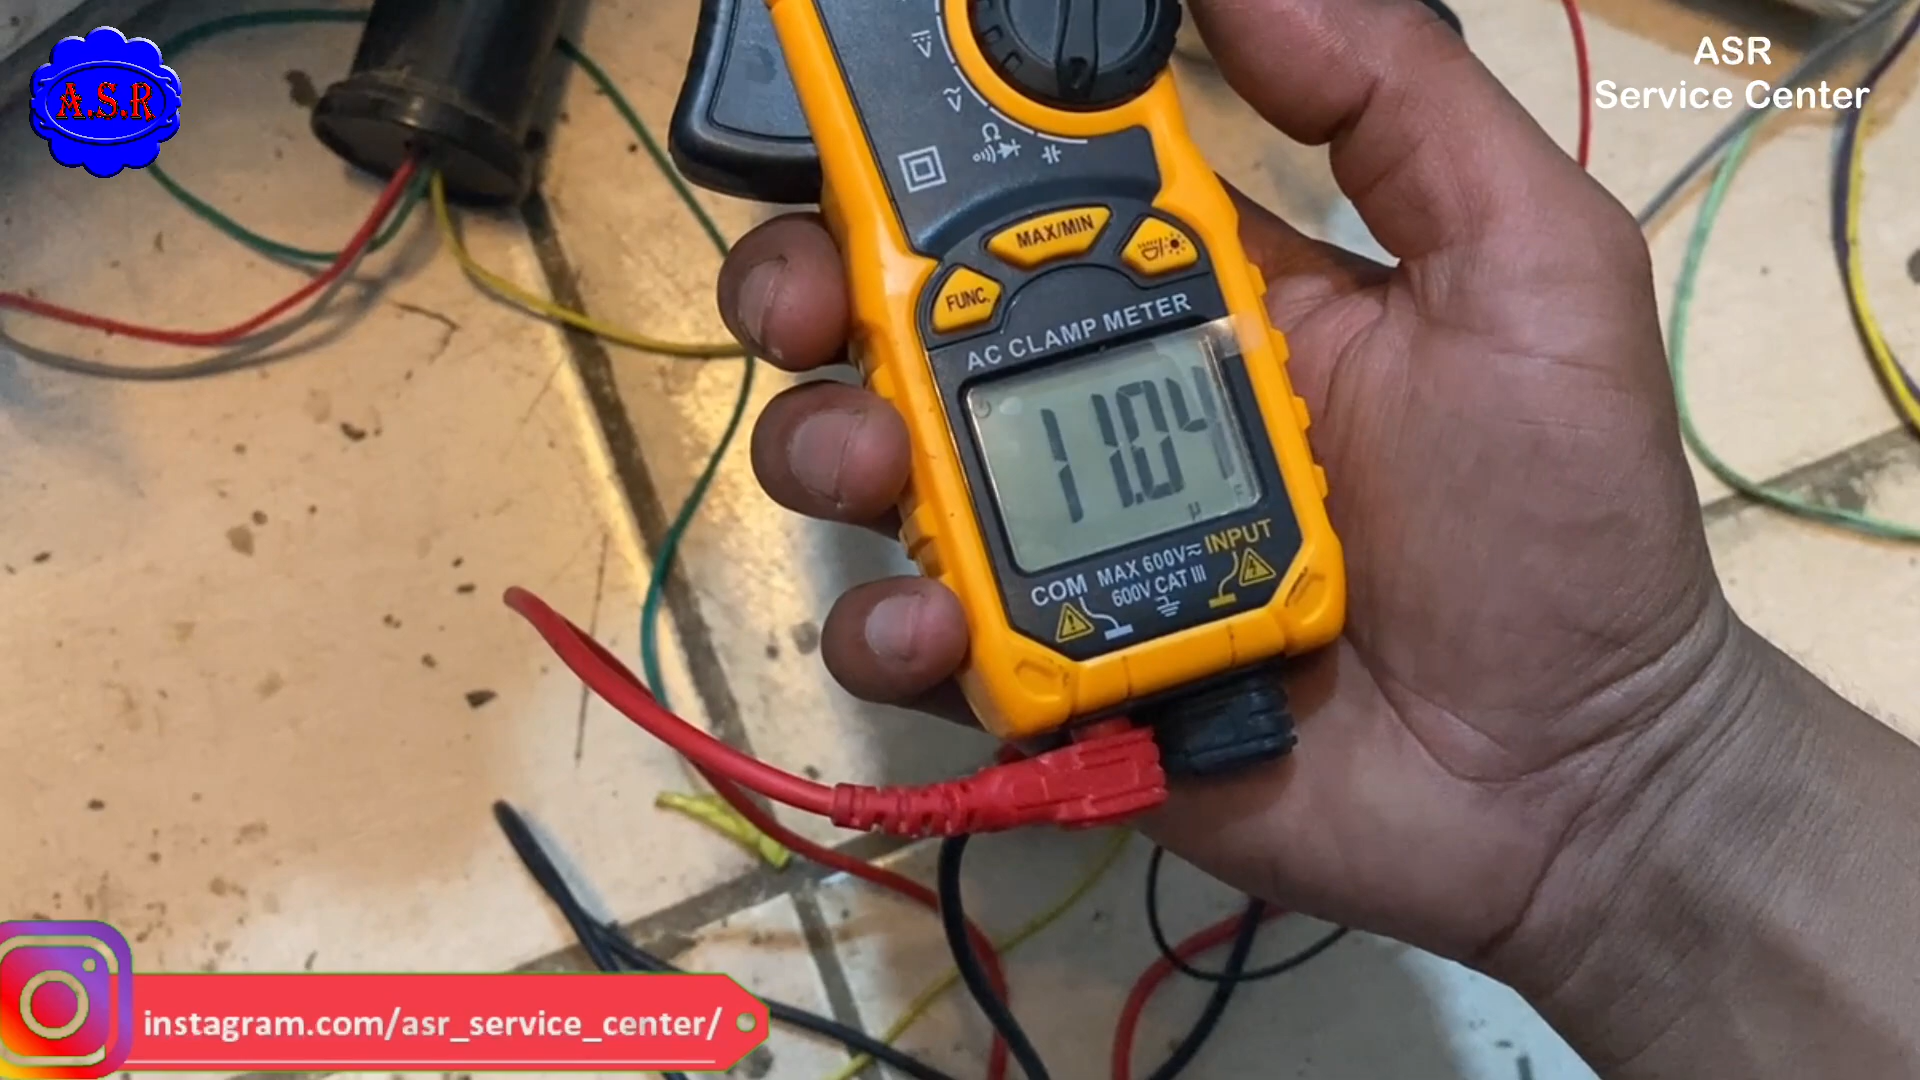 A.S.R
ASR
Service Center
MAX/MIN
FUNC.
AC CLAMP METER
11.04
µ F
INPUT
COM MAX 600V
600V CAT III
instagram.com/asr_service_center/